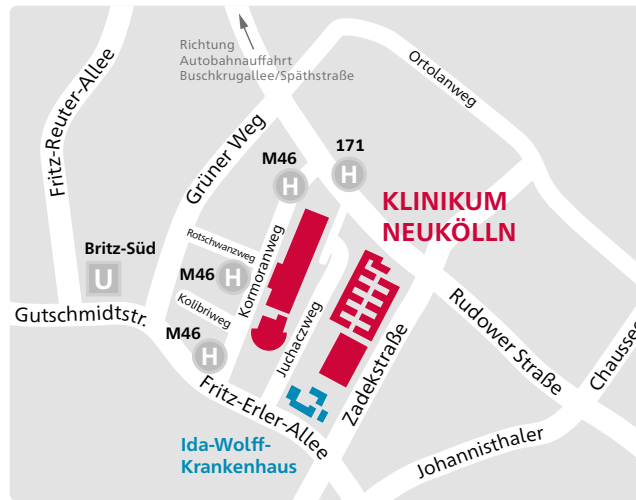 Richtung
Autobahnauffahrt
Buschkrugallee/Späthstraße
Fritz-Reuter-Allee
Grüner Weg
Ortolanweg
M46
H
171
H
KLINIKUM
NEUKÖLLN
Rotschwanzweg
Britz-Süd
U
M46
H
Kormoranweg
Kolibriweg
Gutschmidtstr.
M46
H
Juchaczweg
Zadekstraße
Rudower Straße
Fritz-Erler-Allee
Ida-Wolff-
Krankenhaus
Johannisthaler
Chaussee